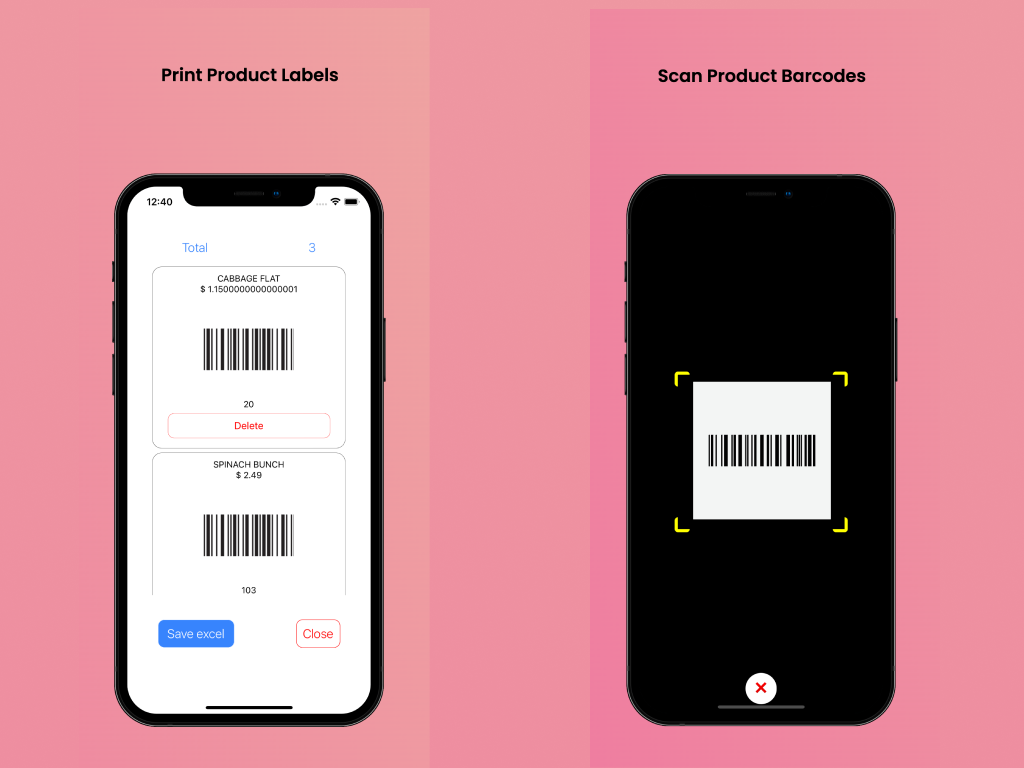 Print Product Labels
12:40
Total 3
CABBAGE FLAT
$ 1.1500000000000001
20
Delete
SPINACH BUNCH
$ 2.49
103
Save excel Close
Scan Product Barcodes